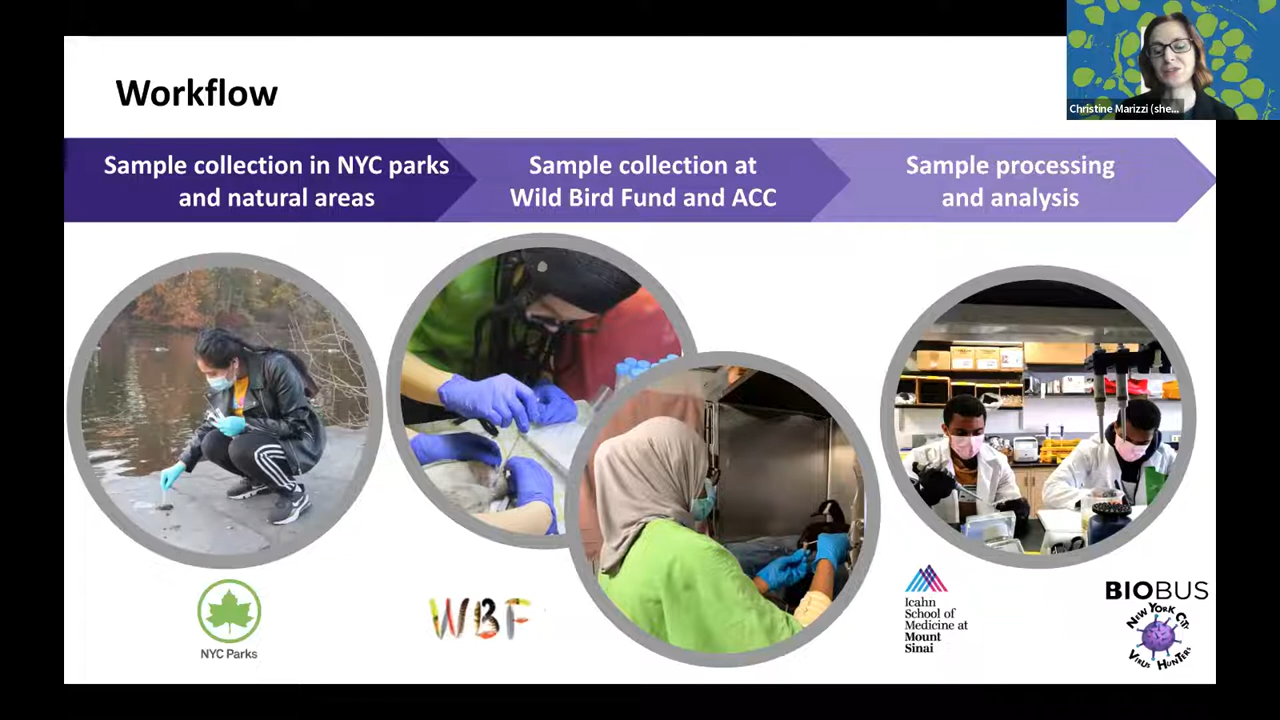 Workflow
Christine Marizzi (she...
Sample collection in NYC parks
and natural areas
Sample collection at
Wild Bird Fund and ACC
Sample processing
and analysis
NYC Parks
WBF
Icahn
School of
Medicine at
Mount
Sinai
BIOBUS
NEW YORK CITY
VIRUS HUNTERS